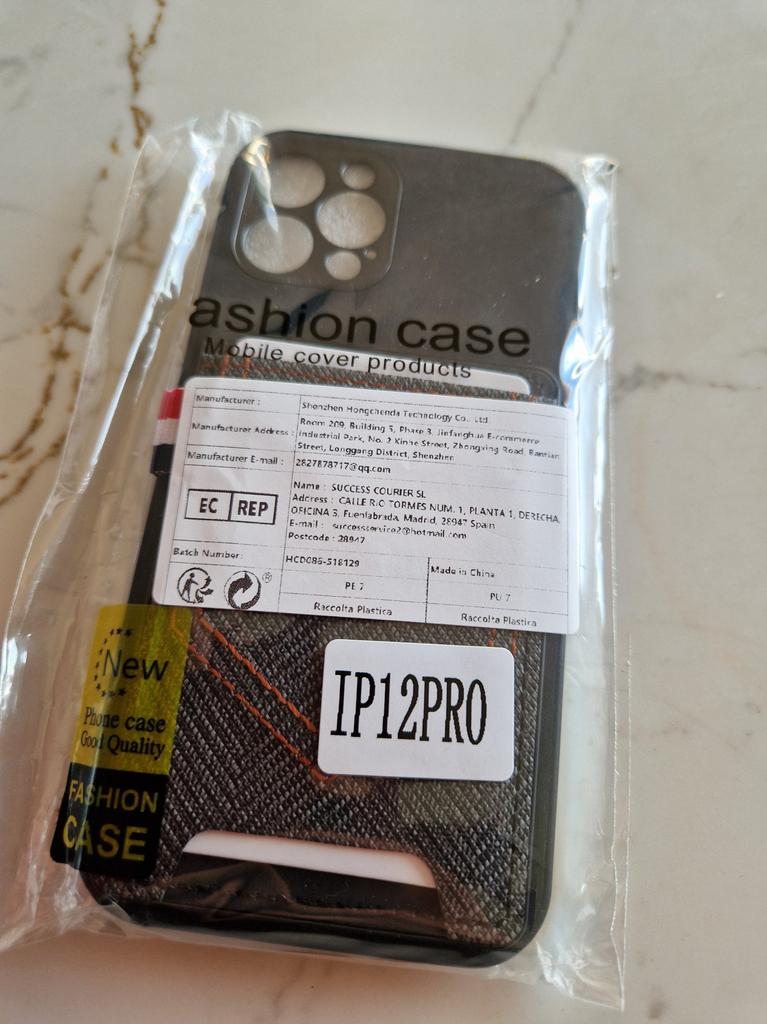 ashion case
Mobile cover products
Manufacturer : Shenzhen Hongchenda Technology Co., Ltd
Manufacturer Address : Room 209, Building 5, Phase 3, Jinfanghua E-commerre
Industrial Park, No. 2 Xinhe Street, Zhongxing Road, Bantian
Street, Longgang District, Shenzhen
Manufacturer E-mail : 2827878717@qq.com
EC REP
Name : SUCCESS COURIER SL
Address : CALLE RIO TORMES NUM. 1, PLANTA 1, DERECHA,
OFICINA 3, Fuenlabrada, Madrid, 28947 Spain
E-mail : successservice2@hotmail.com
Postcode : 28947
Batch Number: HCD086-518129 Made in China
PE 7 PU 7
Raccolta Plastica Raccolta Plastica
New
Phone case
Good Quality
FASHION
CASE
IP12PRO